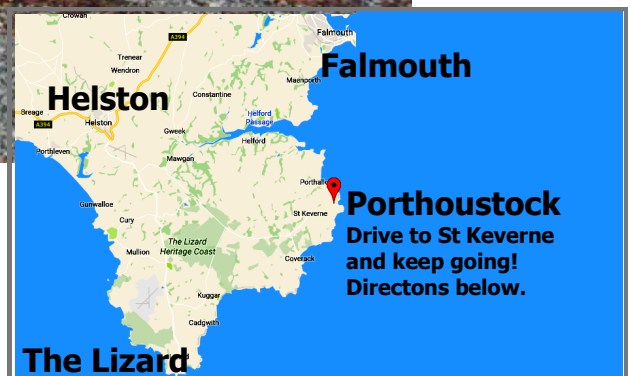 Crowan
A394
Falmouth
Trenear
Wendron
Falmouth
Maenporth
Helston
Constantine
Breage
A394
Helston
Helford
Passage
Gweek
Helford
Porthleven
Mawgan
Porthalla
Porthoustock
Gunwalloe
St Keverne
Cury
Drive to St Keverne
The Lizard
Heritage Coast
Mullion
Coverack
and keep going!
Directons below.
Kuggar
Cadgwith
The Lizard